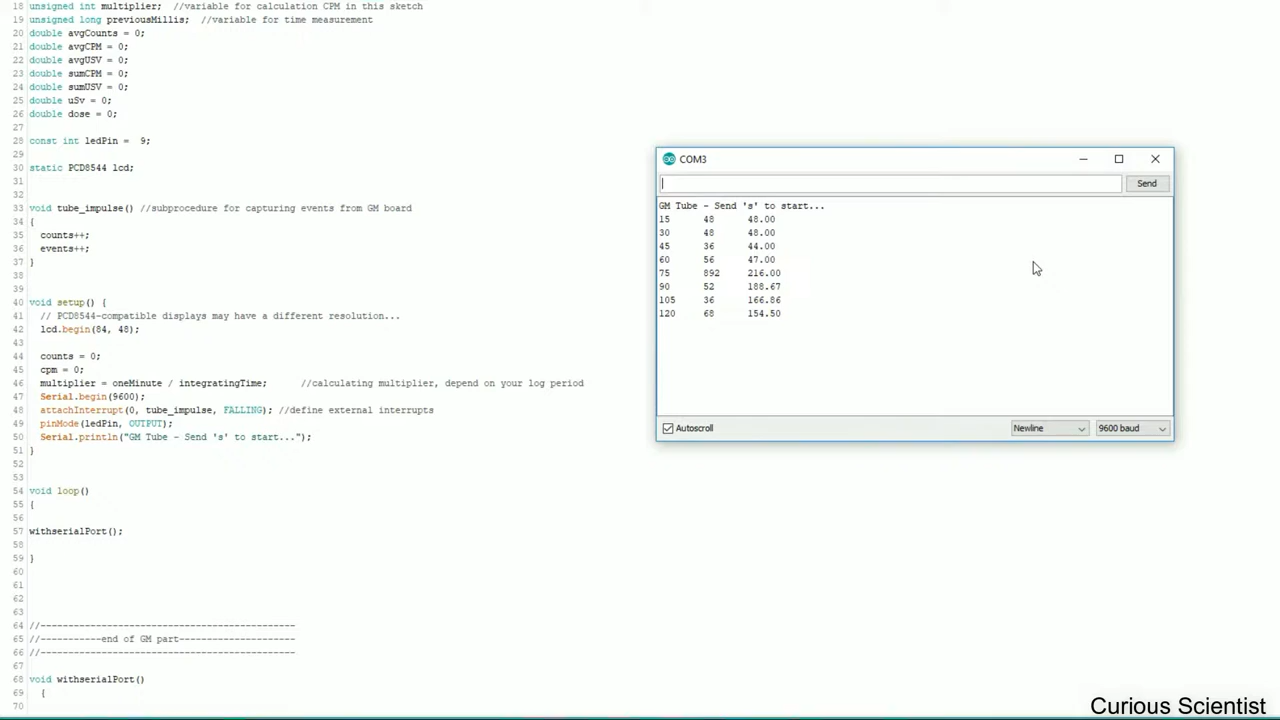 18 unsigned int multiplier;  //variable for calculation CPM in this sketch
19 unsigned long previousMillis;  //variable for time measurement
20 double avgCounts = 0;
21 double avgCPM = 0;
22 double avgUSV = 0;
23 double sumCPM = 0;
24 double sumUSV = 0;
25 double uSv = 0;
26 double dose = 0;
27
28 const int ledPin =  9;
29
30 static PCD8544 lcd;
31
32
33 void tube_impulse() //subprocedure for capturing events from GM board
34 {
35   counts++;
36   events++;
37 }
38
39
40 void setup() {
41   // PCD8544-compatible displays may have a different resolution...
42   lcd.begin(84, 48);
43
44   counts = 0;
45   cpm = 0;
46   multiplier = oneMinute / integratingTime;      //calculating multiplier, depend on your log period
47   Serial.begin(9600);
48   attachInterrupt(0, tube_impulse, FALLING); //define external interrupts
49   pinMode(ledPin, OUTPUT);
50   Serial.println("GM Tube - Send 's' to start...");
51 }
52
53
54 void loop()
55 {
56
57 withserialPort();
58
59 }
60
61
62
63
64 //----------------------------------------------
65 //-----------end of GM part---------------------
66 //----------------------------------------------
67
68 void withserialPort()
69   {
70
COM3
Send
GM Tube - Send 's' to start...
15 48 48.00
30 48 48.00
45 36 44.00
60 56 47.00
75 892 216.00
90 52 188.67
105 36 166.86
120 68 154.50
Autoscroll
Newline
9600 baud
Curious Scientist